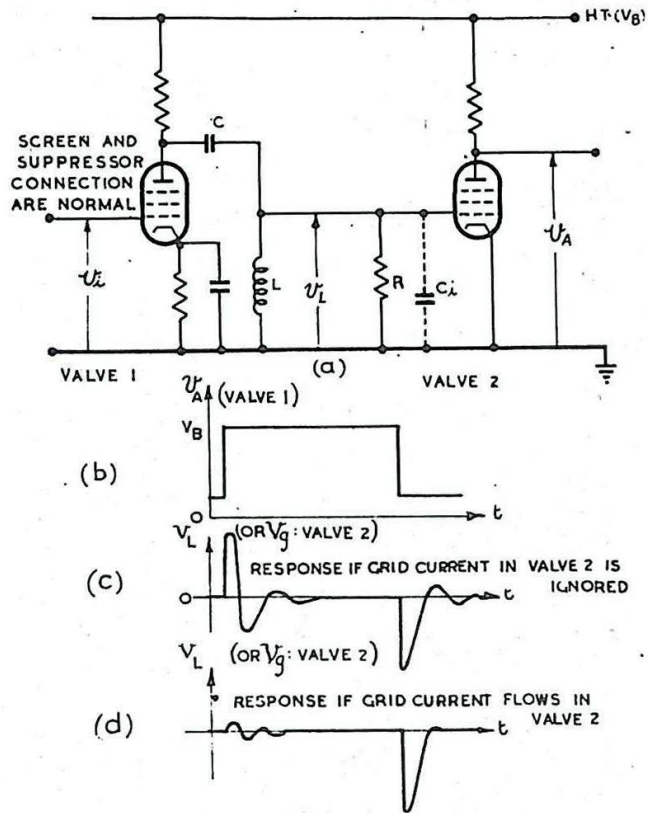 HT.(VB)
C
SCREEN AND
SUPPRESSOR
CONNECTION
ARE NORMAL
vi
L
vL
R
Ci
vA
(a)
VALVE 1
VALVE 2
vA (VALVE 1)
VB
(b)
O
t
VL (OR Vg: VALVE 2)
RESPONSE IF GRID CURRENT IN VALVE 2 IS
IGNORED
(c)
O
t
VL (OR Vg: VALVE 2)
RESPONSE IF GRID CURRENT FLOWS IN
VALVE 2
(d)
t